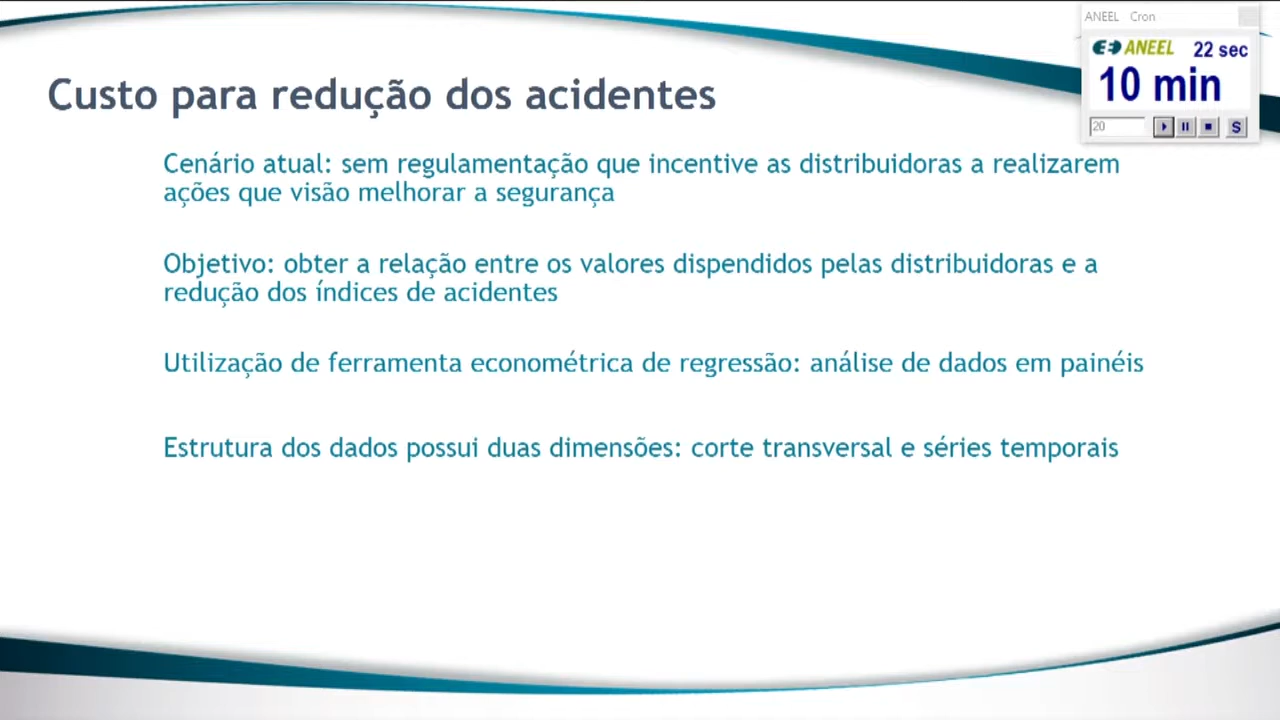 ANEEL Cron
ANEEL 22 sec
10 min
20
S
Custo para redução dos acidentes
Cenário atual: sem regulamentação que incentive as distribuidoras a realizarem
ações que visão melhorar a segurança
Objetivo: obter a relação entre os valores dispendidos pelas distribuidoras e a
redução dos índices de acidentes
Utilização de ferramenta econométrica de regressão: análise de dados em painéis
Estrutura dos dados possui duas dimensões: corte transversal e séries temporais